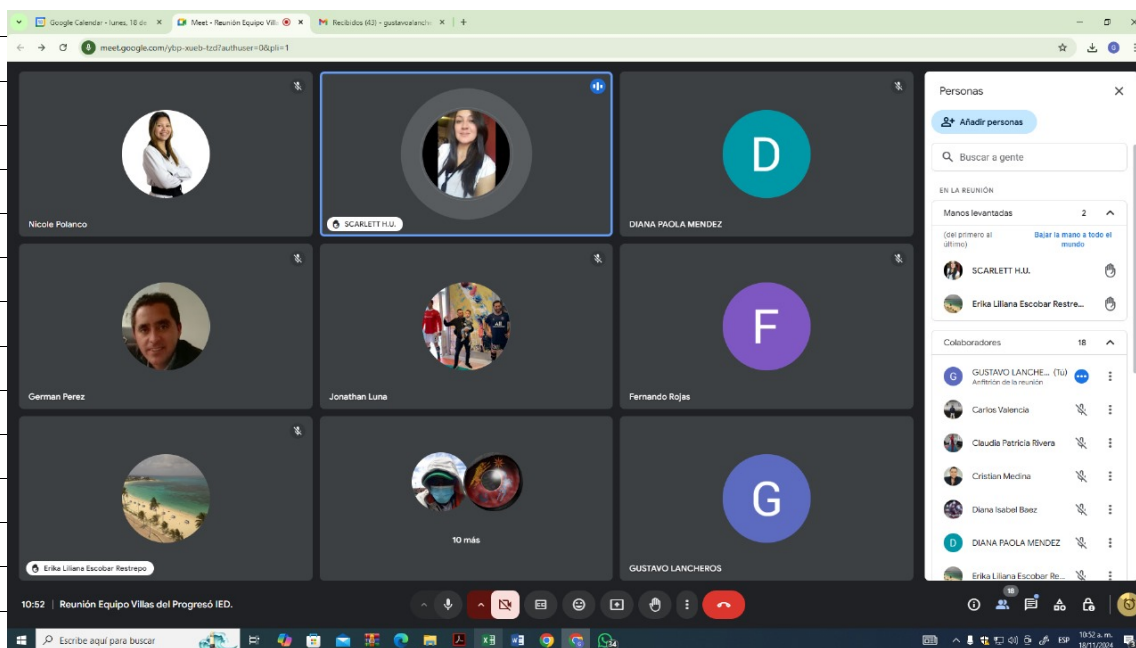 Google Calendar - lunes, 18 de
Meet - Reunión Equipo Villa
Recibidos (43) - gustavoalanche
meet.google.com/ybp-xueb-tzd?authuser=0&pli=1
G
Nicole Polanco
SCARLETT H.U.
D
DIANA PAOLA MENDEZ
German Perez
Jonathan Luna
F
Fernando Rojas
Erika Liliana Escobar Restrepo
10 más
G
GUSTAVO LANCHEROS
Personas
Añadir personas
Buscar a gente
EN LA REUNIÓN
Manos levantadas 2
(del primero al último)
Bajar la mano a todo el mundo
SCARLETT H.U.
Erika Liliana Escobar Restre...
Colaboradores 18
G
GUSTAVO LANCHE... (Tú)
Anfitrión de la reunión
Carlos Valencia
Claudia Patricia Rivera
Cristian Medina
Diana Isabel Baez
D
DIANA PAOLA MENDEZ
Erika Liliana Escobar Re...
10:52 | Reunión Equipo Villas del Progresó IED.
18
Escribe aquí para buscar
24
ESP
10:52 a. m.
18/11/2024